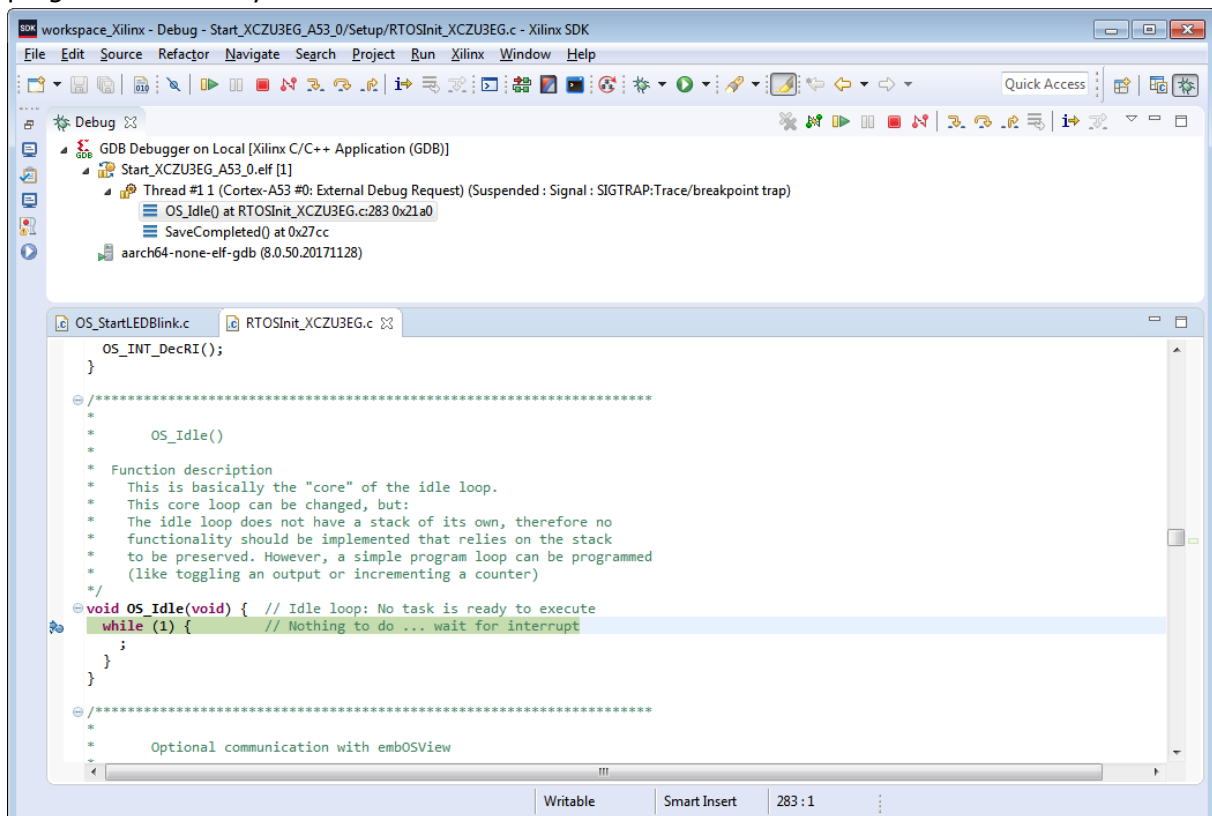 workspace_Xilinx - Debug - Start_XCZU3EG_A53_0/Setup/RTOSInit_XCZU3EG.c - Xilinx SDK
File Edit Source Refactor Navigate Search Project Run Xilinx Window Help
Quick Access
Debug
GDB Debugger on Local [Xilinx C/C++ Application (GDB)]
Start_XCZU3EG_A53_0.elf [1]
Thread #1 1 (Cortex-A53 #0: External Debug Request) (Suspended : Signal : SIGTRAP:Trace/breakpoint trap)
OS_Idle() at RTOSInit_XCZU3EG.c:283 0x21a0
SaveCompleted() at 0x27cc
aarch64-none-elf-gdb (8.0.50.20171128)
OS_StartLEDBlink.c RTOSInit_XCZU3EG.c
OS_INT_DecRI();
}
/*********************************************************************
*
* OS_Idle()
*
* Function description
* This is basically the "core" of the idle loop.
* This core loop can be changed, but:
* The idle loop does not have a stack of its own, therefore no
* functionality should be implemented that relies on the stack
* to be preserved. However, a simple program loop can be programmed
* (like toggling an output or incrementing a counter)
*/
void OS_Idle(void) { // Idle loop: No task is ready to execute
while (1) { // Nothing to do ... wait for interrupt
;
}
}
/*********************************************************************
*
* Optional communication with embOSView
*
Writable Smart Insert 283 : 1